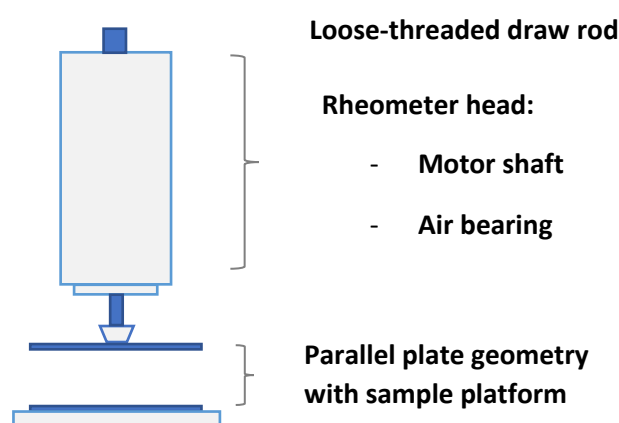 Loose-threaded draw rod
Rheometer head:
- Motor shaft
- Air bearing
Parallel plate geometry
with sample platform